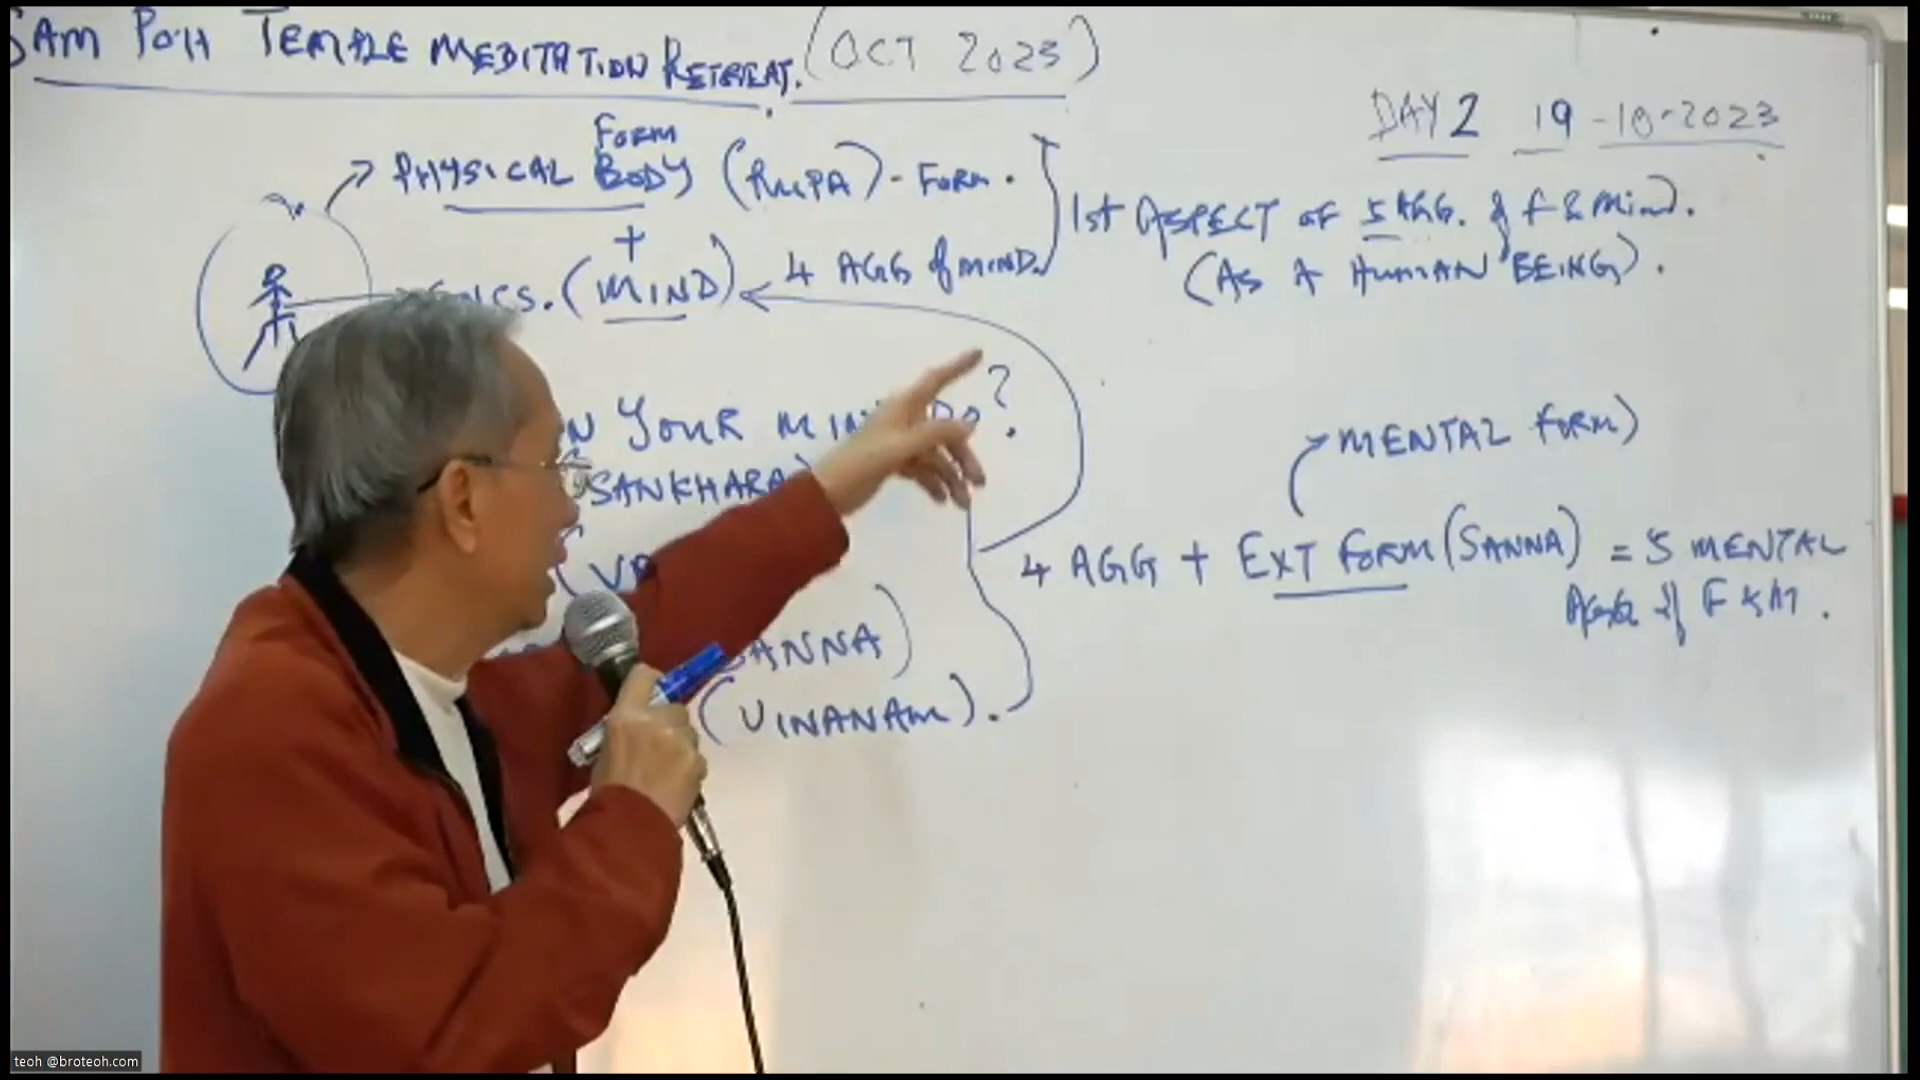 SAM POH TEMPLE MEDITATION RETREAT. (OCT 2023)
DAY 2 19-10-2023
FORM
PHYSICAL BODY (RUPA) - FORM.
+
(MIND) 4 AGG of MIND.
1st ASPECT OF 5 AGG. of F & Mind.
(AS A HUMAN BEING).
YOUR MIN DO?
SANKHARA)
MENTAL FORM)
4 AGG + EXT FORM (SANNA) = 5 MENTAL
AGG of F & M.
SANNA)
(VINANAM).
teoh @broteoh.com